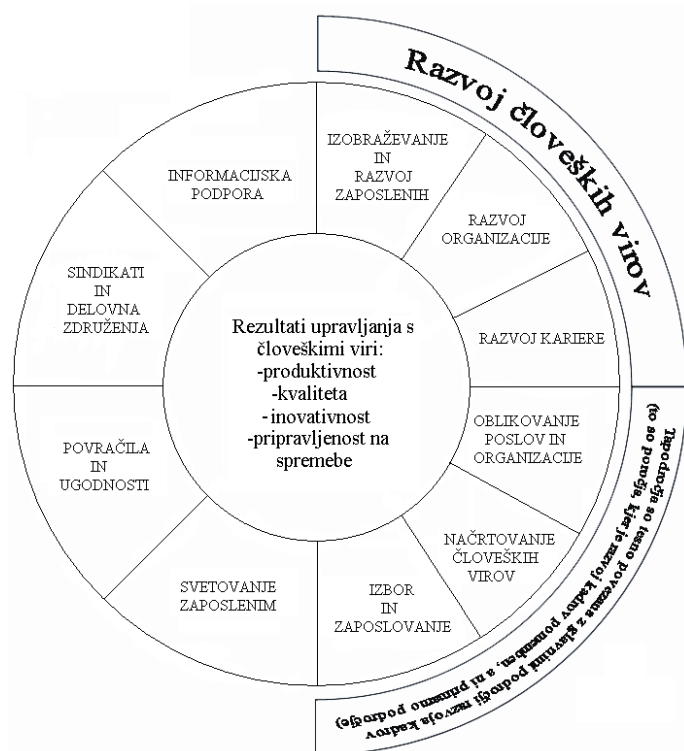 Razvoj človeških virov
IZOBRAŽEVANJE
IN
RAZVOJ
ZAPOSLENIH
RAZVOJ
ORGANIZACIJE
RAZVOJ KARIERE
OBLIKOVANJE
POSLOV IN
ORGANIZACIJE
NAČRTOVANJE
ČLOVEŠKIH
VIROV
IZBOR
IN
ZAPOSLOVANJE
SVETOVANJE
ZAPOSLENIM
POVRAČILA
IN
UGODNOSTI
SINDIKATI
IN
DELOVNA
ZDRUŽENJA
INFORMACIJSKA
PODPORA
Rezultati upravljanja s
človeškimi viri:
-produktivnost
-kvaliteta
-inovativnost
-pripravljenost na
spremebe
Tapodročja so tesno povezana z glavnimi področji razvoja kadrov
(to so poročja, kjer je razvoj kadrov pomemben, a ni primarno področje)